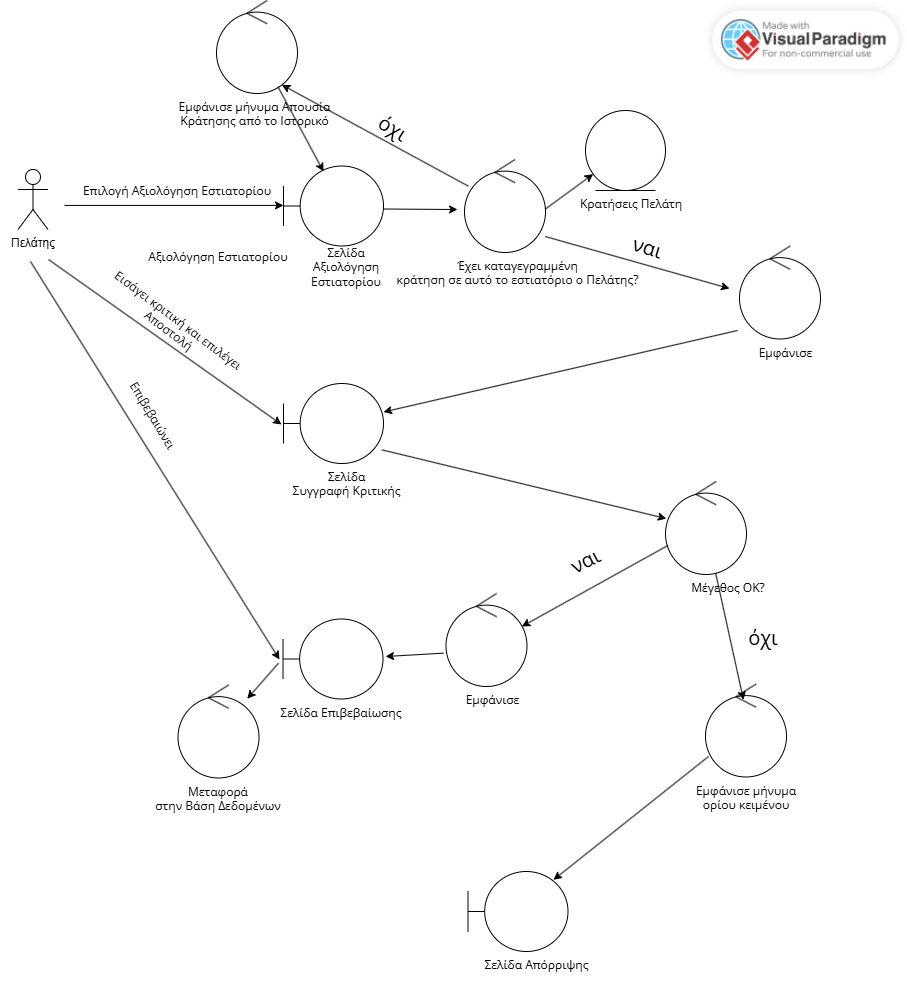 Made with
Visual Paradigm
For non-commercial use
Εμφάνισε μήνυμα Απουσία
Κράτησης από το Ιστορικό
όχι
Επιλογή Αξιολόγηση Εστιατορίου
Κρατήσεις Πελάτη
Πελάτης
Αξιολόγηση Εστιατορίου
Σελίδα
Αξιολόγηση
Εστιατορίου
Έχει καταγεγραμμένη
κράτηση σε αυτό το εστιατόριο ο Πελάτης?
ναι
Εμφάνισε
Εισάγει κριτική και επιλέγει
Αποστολή
Επιβεβαιώνει
Σελίδα
Συγγραφή Κριτικής
Μέγεθος ΟΚ?
ναι
όχι
Εμφάνισε
Σελίδα Επιβεβαίωσης
Μεταφορά
στην Βάση Δεδομένων
Εμφάνισε μήνυμα
ορίου κειμένου
Σελίδα Απόρριψης